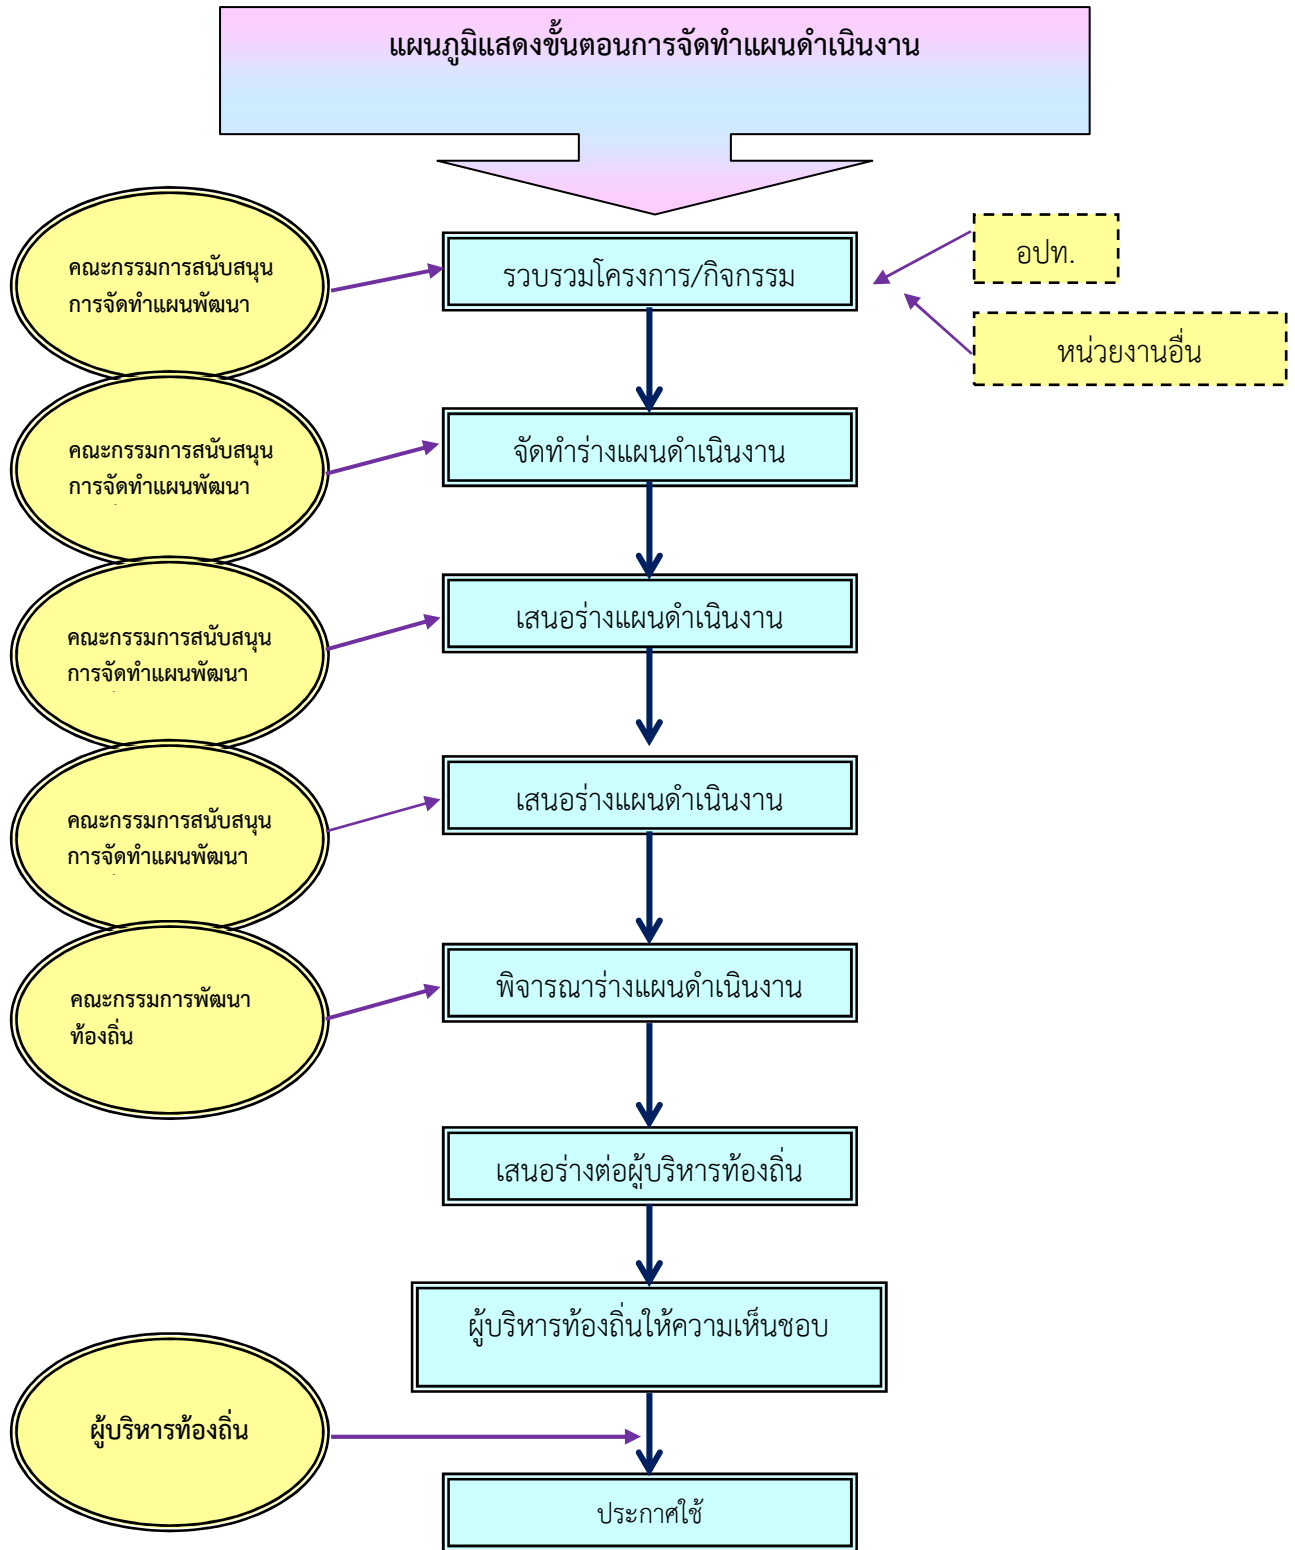 แผนภูมิแสดงขั้นตอนการจัดทำแผนดำเนินงาน
คณะกรรมการสนับสนุน
การจัดทำแผนพัฒนา
รวบรวมโครงการ/กิจกรรม
อปท.
หน่วยงานอื่น
คณะกรรมการสนับสนุน
การจัดทำแผนพัฒนา
จัดทำร่างแผนดำเนินงาน
คณะกรรมการสนับสนุน
การจัดทำแผนพัฒนา
เสนอร่างแผนดำเนินงาน
คณะกรรมการสนับสนุน
การจัดทำแผนพัฒนา
เสนอร่างแผนดำเนินงาน
คณะกรรมการพัฒนา
ท้องถิ่น
พิจารณาร่างแผนดำเนินงาน
เสนอร่างต่อผู้บริหารท้องถิ่น
ผู้บริหารท้องถิ่นให้ความเห็นชอบ
ผู้บริหารท้องถิ่น
ประกาศใช้